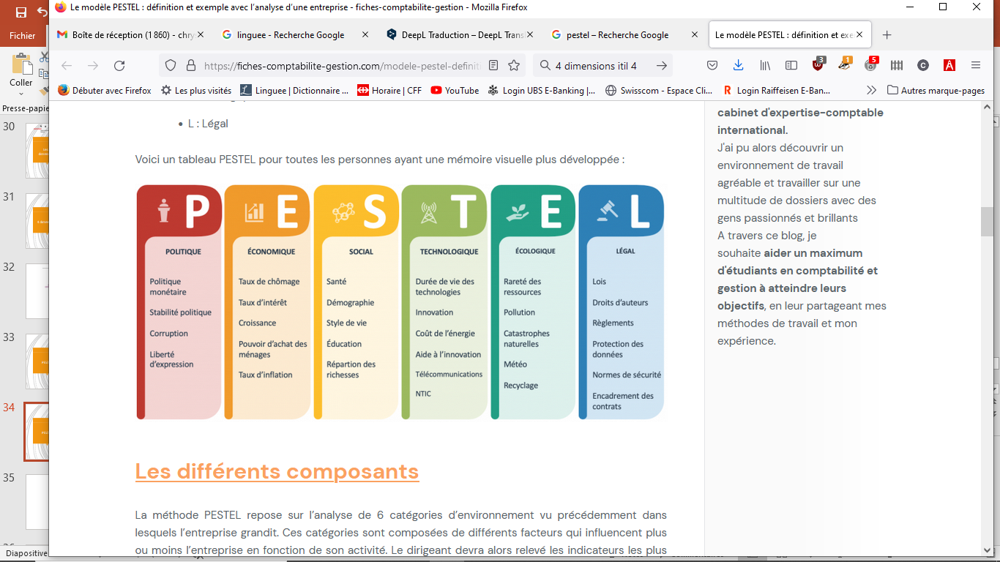 Le modèle PESTEL : définition et exemple avec l'analyse d'une entreprise - fiches-comptabilite-gestion - Mozilla Firefox
Fichier
Boîte de réception (1 860) - chry
linguee - Recherche Google
DeepL Traduction – DeepL Trans
pestel – Recherche Google
Le modèle PESTEL : définition et exe
https://fiches-comptabilite-gestion.com/modele-pestel-definit
4 dimensions itil 4
3
1
5
Débuter avec Firefox
Les plus visités
Linguee | Dictionnaire ...
Horaire | CFF
YouTube
Login UBS E-Banking |...
Swisscom - Espace Cli...
Login Raiffeisen E-Ban...
Autres marque-pages
Coller
Presse-papie
30
31
32
33
34
35
Diapositive
L : Légal
Voici un tableau PESTEL pour toutes les personnes ayant une mémoire visuelle plus développée :
P
POLITIQUE
Politique
monétaire
Stabilité politique
Corruption
Liberté
d'expression
E
ÉCONOMIQUE
Taux de chômage
Taux d'intérêt
Croissance
Pouvoir d'achat des
ménages
Taux d'inflation
S
SOCIAL
Santé
Démographie
Style de vie
Éducation
Répartion des
richesses
T
TECHNOLOGIQUE
Durée de vie des
technologies
Innovation
Coût de l'énergie
Aide à l'innovation
Télécommunications
NTIC
E
ÉCOLOGIQUE
Rareté des
ressources
Pollution
Catastrophes
naturelles
Météo
Recyclage
L
LÉGAL
Lois
Droits d'auteurs
Règlements
Protection des
données
Normes de sécurité
Encadrement des
contrats
Les différents composants
La méthode PESTEL repose sur l'analyse de 6 catégories d'environnement vu précédemment dans
lesquels l'entreprise grandit. Ces catégories sont composées de différents facteurs qui influencent plus
ou moins l'entreprise en fonction de son activité. Le dirigeant devra alors relevé les indicateurs les plus
cabinet d'expertise-comptable
international.
J'ai pu alors découvrir un
environnement de travail
agréable et travailler sur une
multitude de dossiers avec des
gens passionnés et brillants
A travers ce blog, je
souhaite aider un maximum
d'étudiants en comptabilité et
gestion à atteindre leurs
objectifs, en leur partageant mes
méthodes de travail et mon
expérience.